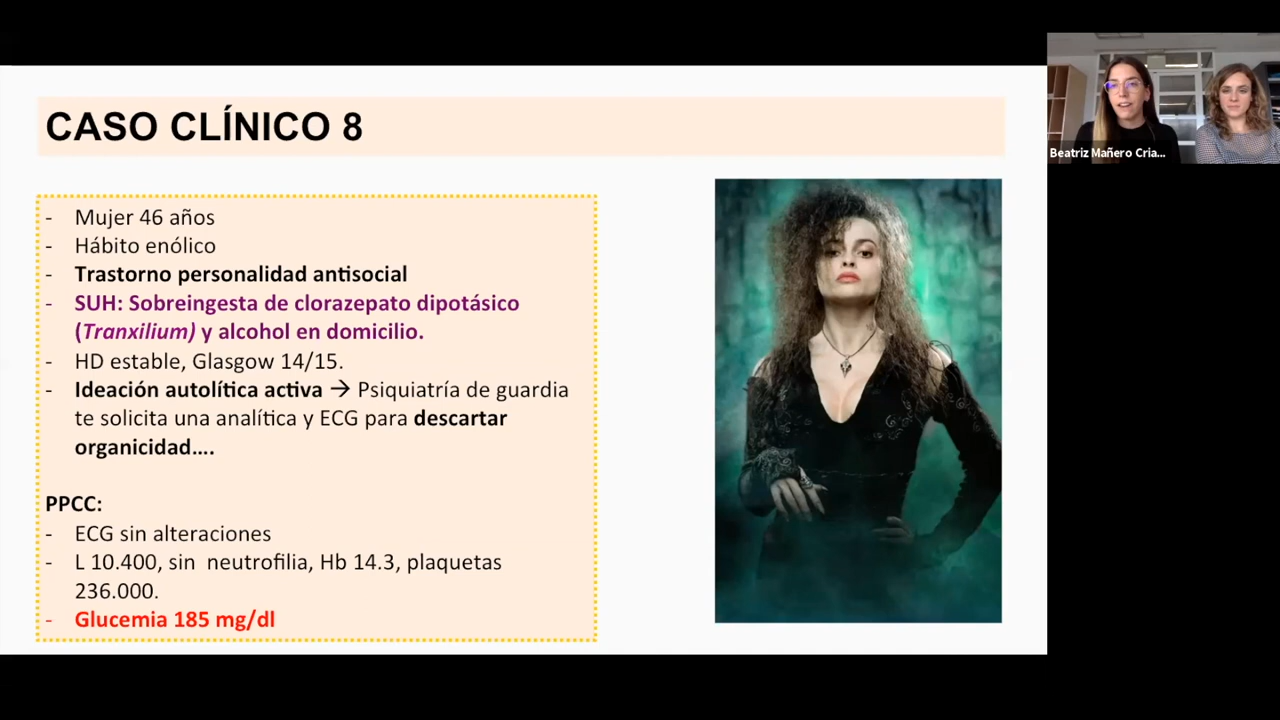 CASO CLÍNICO 8
- Mujer 46 años
- Hábito enólico
- Trastorno personalidad antisocial
- SUH: Sobreingesta de clorazepato dipotásico
(Tranxilium) y alcohol en domicilio.
- HD estable, Glasgow 14/15.
- Ideación autolítica activa → Psiquiatría de guardia
te solicita una analítica y ECG para descartar
organicidad....
PPCC:
- ECG sin alteraciones
- L 10.400, sin neutrofilia, Hb 14.3, plaquetas
236.000.
- Glucemia 185 mg/dl
Beatriz Mañero Cria...